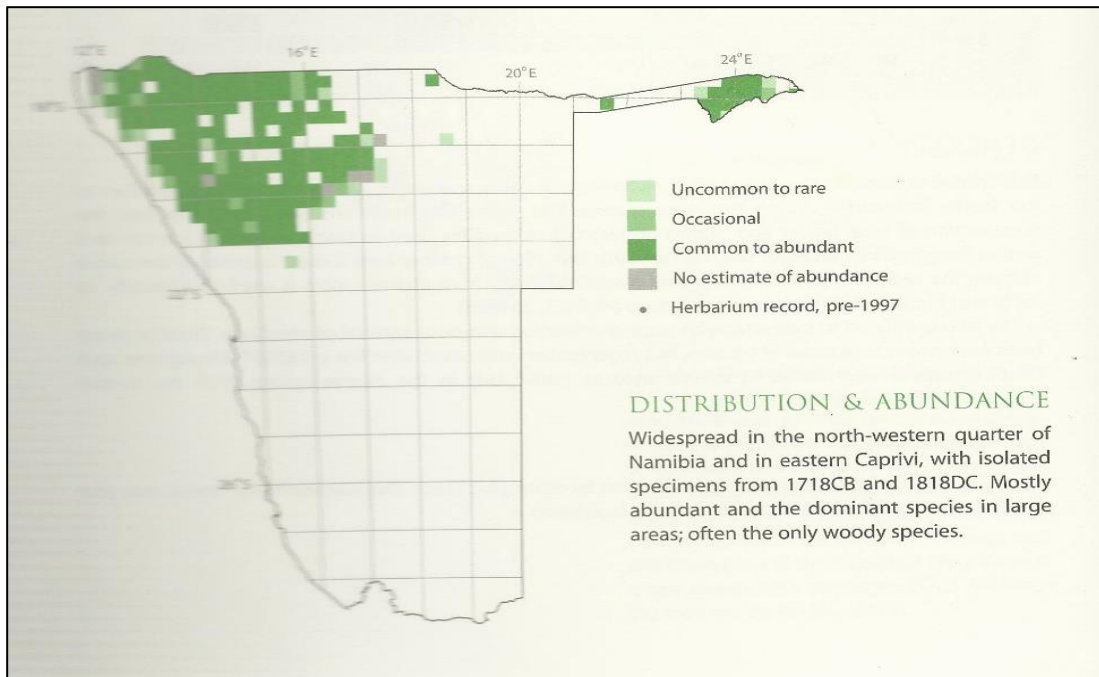 12°E
16°E
20°E
24°E
18°S
22°S
26°S
Uncommon to rare
Occasional
Common to abundant
No estimate of abundance
Herbarium record, pre-1997
DISTRIBUTION & ABUNDANCE
Widespread in the north-western quarter of
Namibia and in eastern Caprivi, with isolated
specimens from 1718CB and 1818DC. Mostly
abundant and the dominant species in large
areas; often the only woody species.